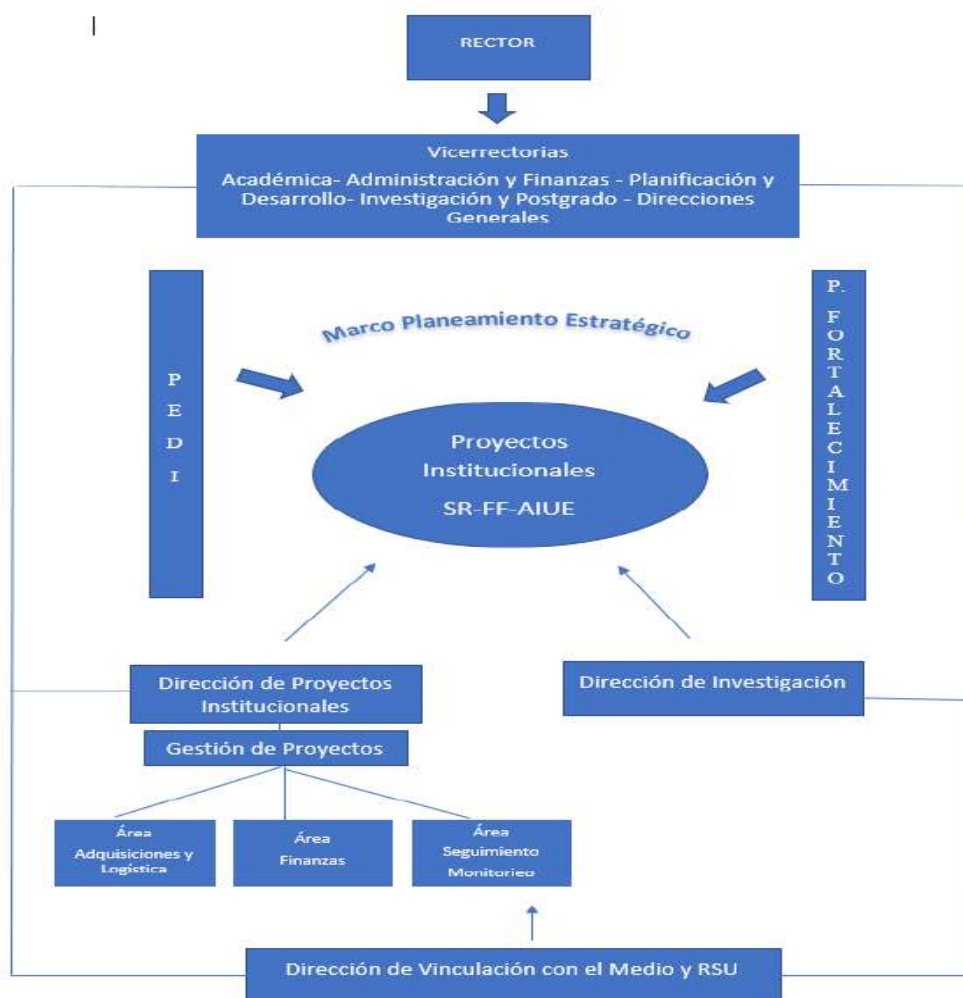 RECTOR
Vicerrectorias
Académica- Administración y Finanzas - Planificación y
Desarrollo- Investigación y Postgrado - Direcciones
Generales
Marco Planeamiento Estratégico
P
E
D
I
P.
F
O
R
T
A
L
E
C
I
M
I
E
N
T
O
Proyectos
Institucionales
SR-FF-AIUE
Dirección de Proyectos
Institucionales
Dirección de Investigación
Gestión de Proyectos
Área
Adquisiciones y
Logística
Área
Finanzas
Área
Seguimiento
Monitorieo
Dirección de Vinculación con el Medio y RSU